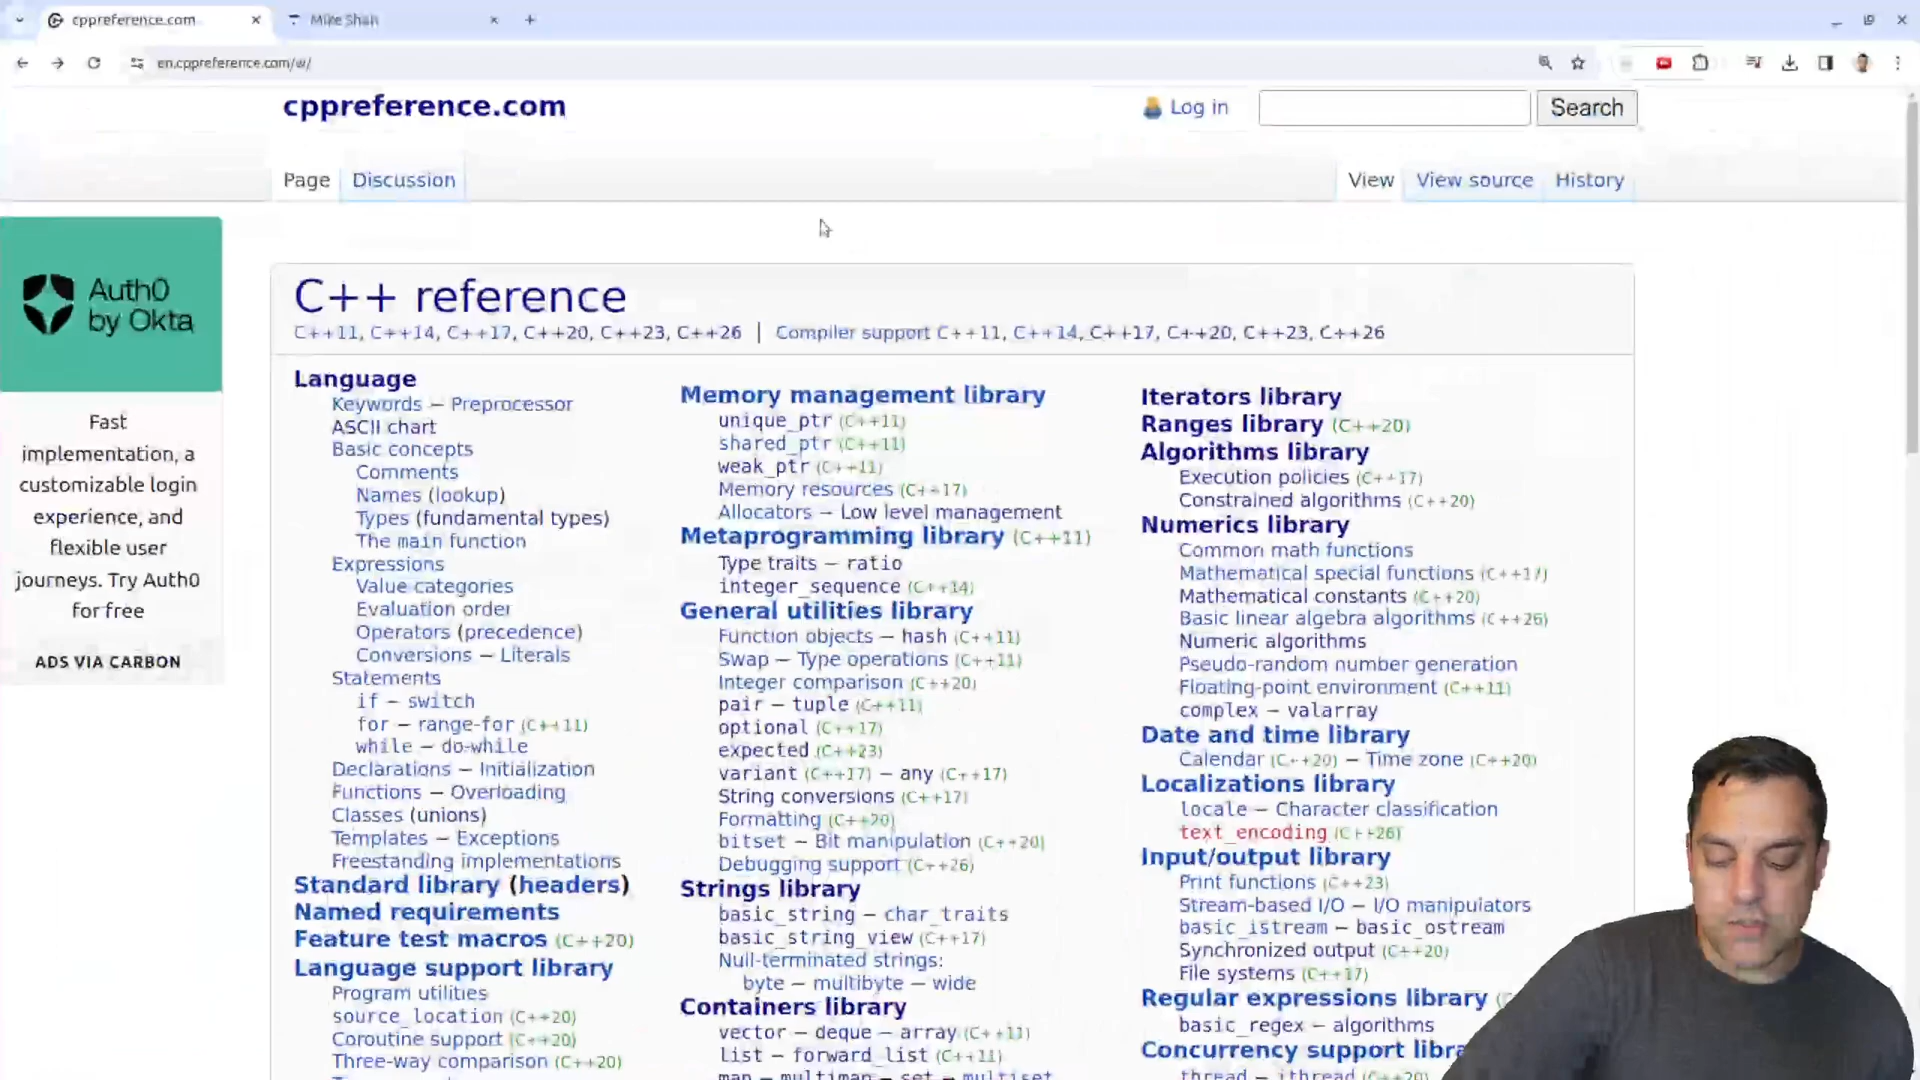 cppreference.com
Mike Shah
en.cppreference.com/w/
cppreference.com
Log in
Search
Page
Discussion
View
View source
History
Auth0
by Okta
Fast
implementation, a
customizable login
experience, and
flexible user
journeys. Try Auth0
for free
ADS VIA CARBON
C++ reference
C++11, C++14, C++17, C++20, C++23, C++26 | Compiler support C++11, C++14, C++17, C++20, C++23, C++26
Language
Keywords – Preprocessor
ASCII chart
Basic concepts
Comments
Names (lookup)
Types (fundamental types)
The main function
Expressions
Value categories
Evaluation order
Operators (precedence)
Conversions – Literals
Statements
if – switch
for – range-for (C++11)
while – do-while
Declarations – Initialization
Functions – Overloading
Classes (unions)
Templates – Exceptions
Freestanding implementations
Standard library (headers)
Named requirements
Feature test macros (C++20)
Language support library
Program utilities
source_location (C++20)
Coroutine support (C++20)
Three-way comparison (C++20)
Memory management library
unique_ptr (C++11)
shared_ptr (C++11)
weak_ptr (C++11)
Memory resources (C++17)
Allocators – Low level management
Metaprogramming library (C++11)
Type traits – ratio
integer_sequence (C++14)
General utilities library
Function objects – hash (C++11)
Swap – Type operations (C++11)
Integer comparison (C++20)
pair – tuple (C++11)
optional (C++17)
expected (C++23)
variant (C++17) – any (C++17)
String conversions (C++17)
Formatting (C++20)
bitset – Bit manipulation (C++20)
Debugging support (C++26)
Strings library
basic_string – char_traits
basic_string_view (C++17)
Null-terminated strings:
byte – multibyte – wide
Containers library
vector – deque – array (C++11)
list – forward_list (C++11)
map – multimap – set – multiset
Iterators library
Ranges library (C++20)
Algorithms library
Execution policies (C++17)
Constrained algorithms (C++20)
Numerics library
Common math functions
Mathematical special functions (C++17)
Mathematical constants (C++20)
Basic linear algebra algorithms (C++26)
Numeric algorithms
Pseudo-random number generation
Floating-point environment (C++11)
complex – valarray
Date and time library
Calendar (C++20) – Time zone (C++20)
Localizations library
locale – Character classification
text_encoding (C++26)
Input/output library
Print functions (C++23)
Stream-based I/O – I/O manipulators
basic_istream – basic_ostream
Synchronized output (C++20)
File systems (C++17)
Regular expressions library
basic_regex – algorithms
Concurrency support libra
thread – jthread (C++20)